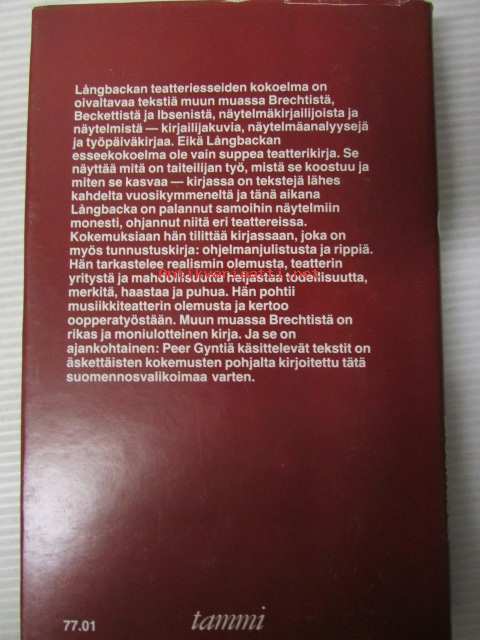 Långbackan teatteriesseiden kokoelma on
oivaltavaa tekstiä muun muassa Brechtistä,
Beckettistä ja Ibsenistä, näytelmäkirjailijoista ja
näytelmistä — kirjailijakuvia, näytelmäanalyysejä
ja työpäiväkirjaa. Eikä Långbackan
esseekokoelma ole vain suppea teatterikirja. Se
näyttää mitä on taiteilijan työ, mistä se koostuu ja
miten se kasvaa — kirjassa on tekstejä lähes
kahdelta vuosikymmeneltä ja tänä aikana
Långbacka on palannut samoihin näytelmiin
monesti, ohjannut niitä eri teattereissa.
Kokemuksiaan hän tilittää kirjassaan, joka on
myös tunnustuskirja: ohjelmanjulistusta ja rippiä.
Hän tarkastelee realismin olemusta, teatterin
yritystä ja mahdollisuutta heijastaa todellisuutta,
merkitä, haastaa ja puhua. Hän pohtii
musiikkiteatterin olemusta ja kertoo
oopperatyöstään. Muun muassa Brechtistä on
rikas ja moniulotteinen kirja. Ja se on
ajankohtainen: Peer Gyntiä käsittelevät tekstit on
äskettäisten kokemusten pohjalta kirjoitettu tätä
suomennosvalikoimaa varten.
77.01
tammi